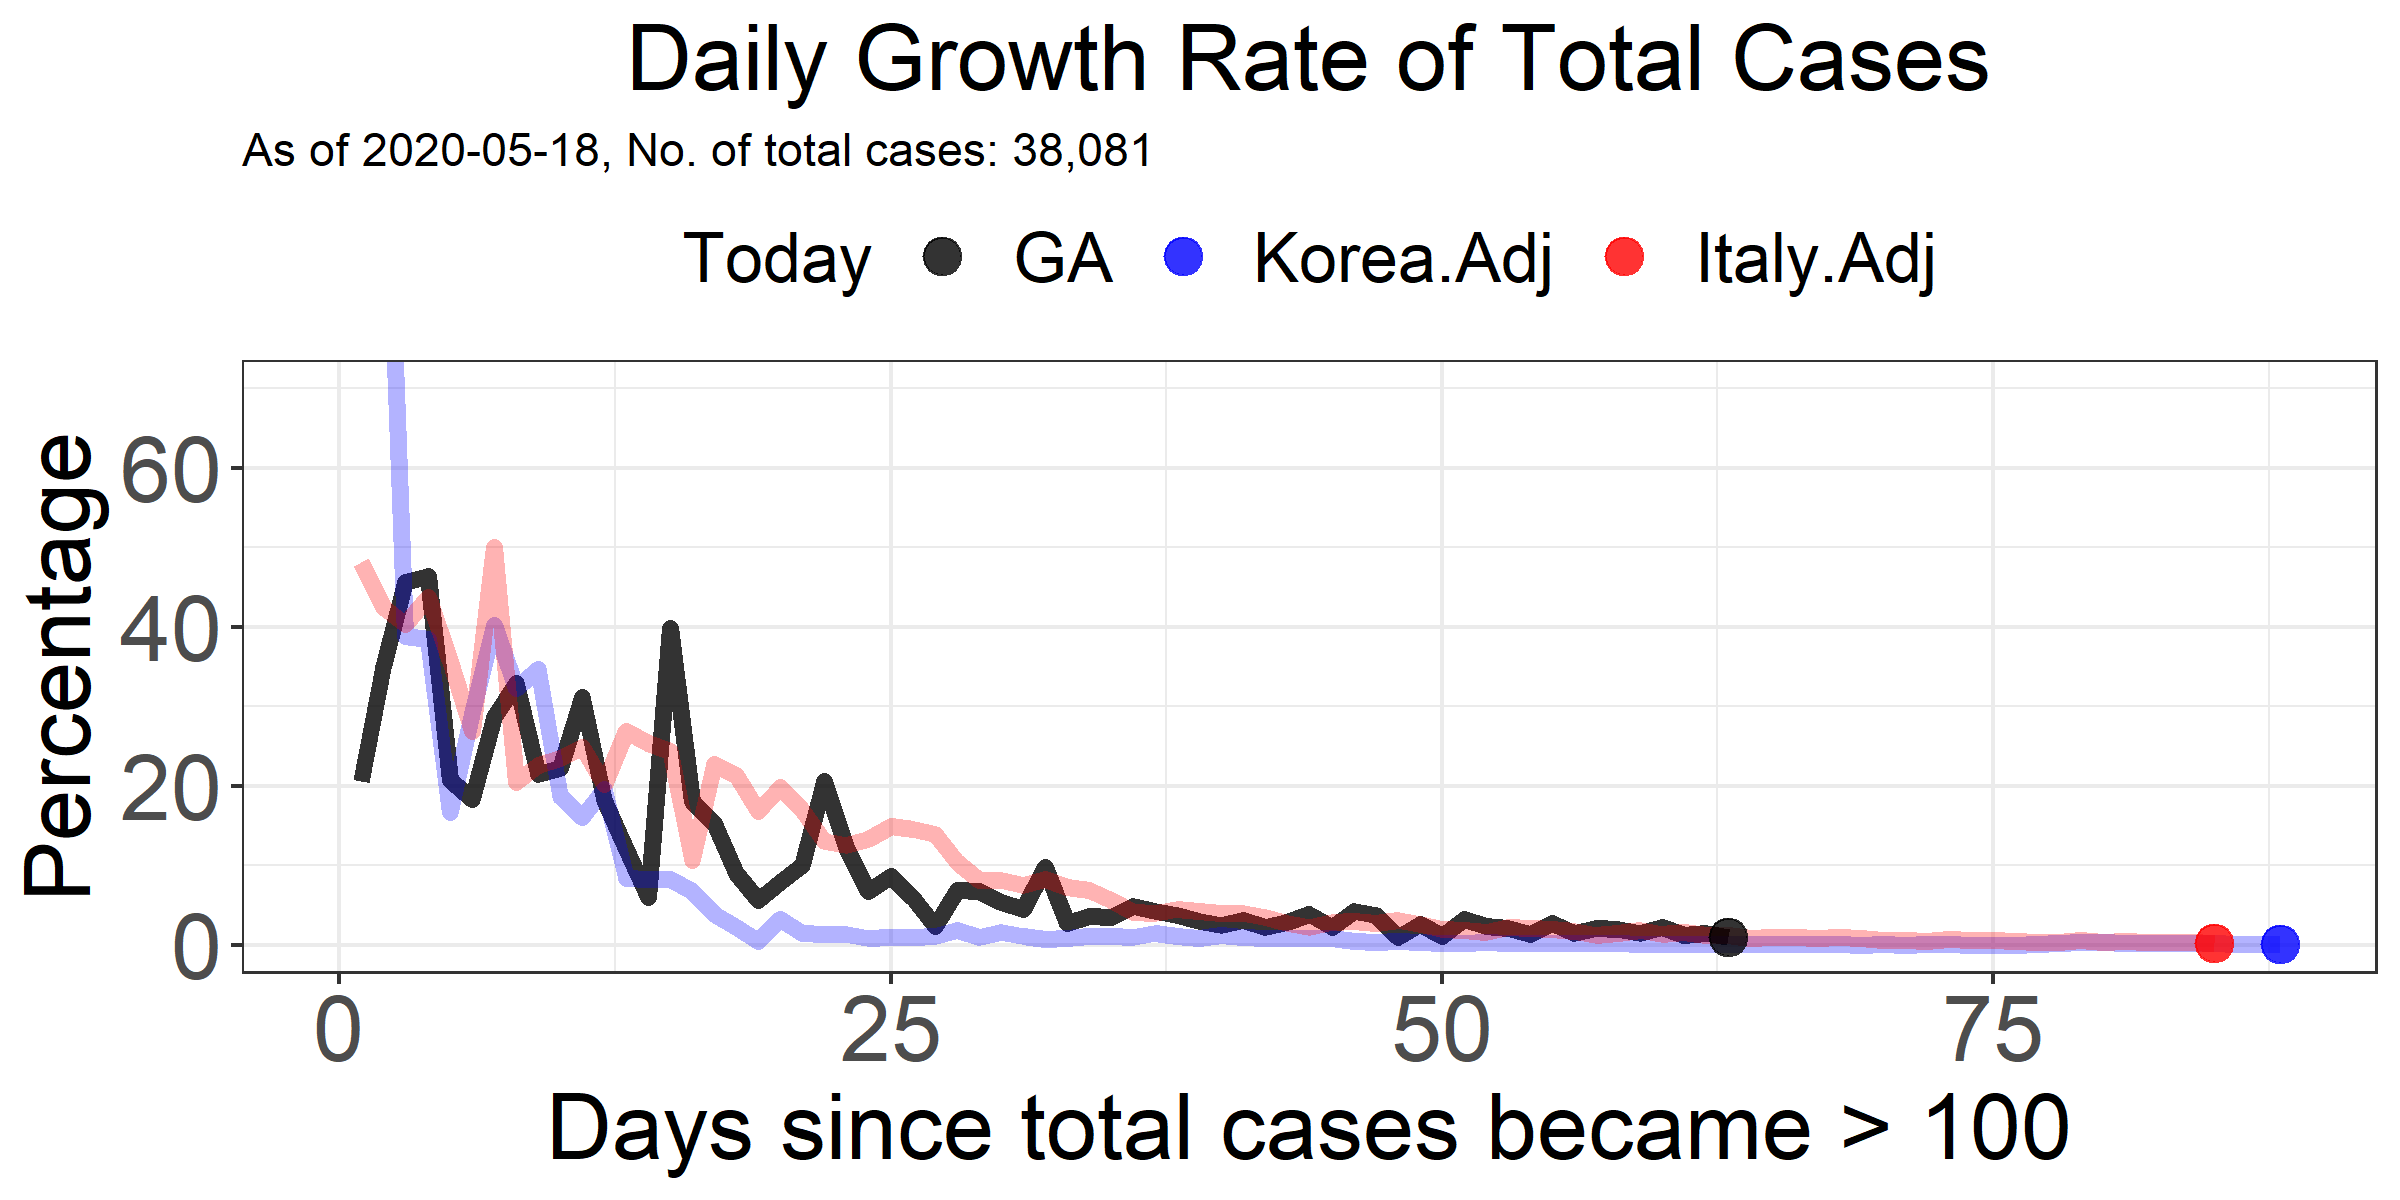 Daily Growth Rate of Total Cases
As of 2020-05-18, No. of total cases: 38,081
Today GA Korea.Adj Italy.Adj
Percentage
60
40
20
0
0 25 50 75
Days since total cases became > 100